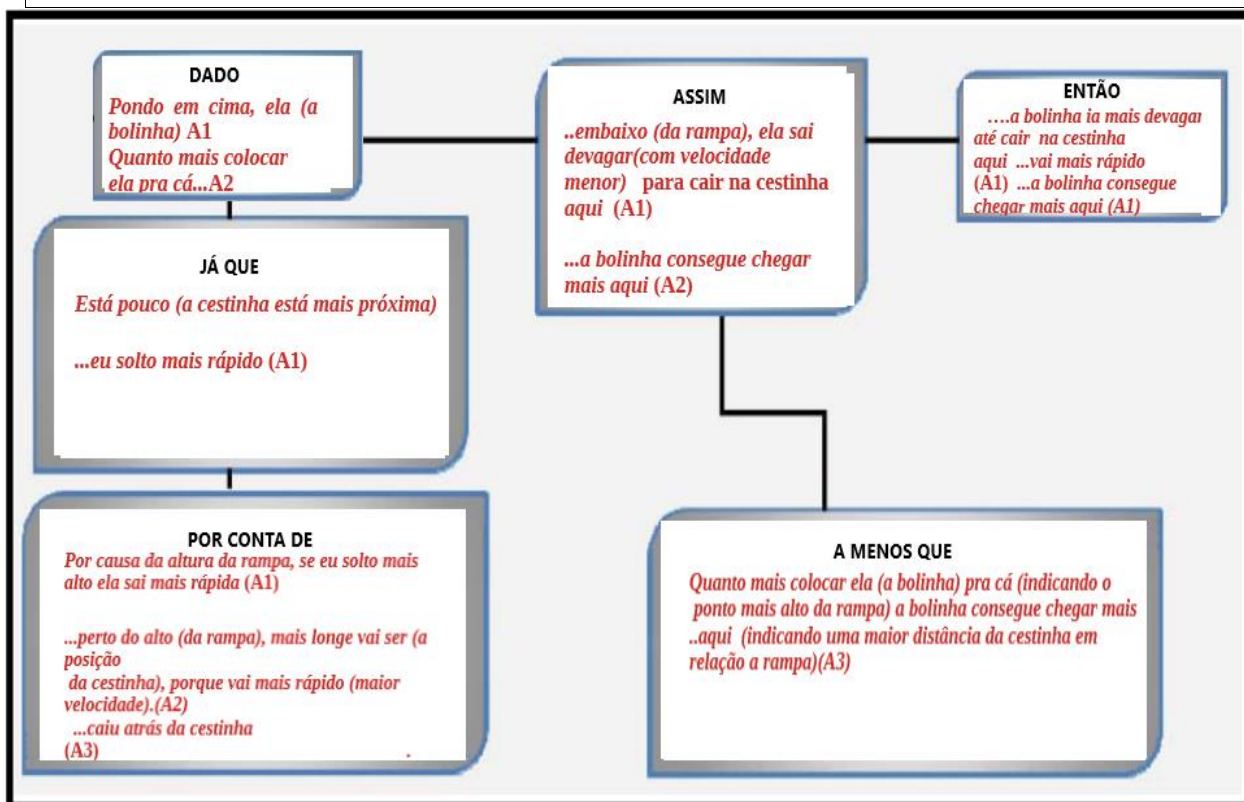 DADO
Pondo em cima, ela (a
bolinha) A1
Quanto mais colocar
ela pra cá...A2
ASSIM
..embaixo (da rampa), ela sai
devagar(com velocidade
menor) para cair na cestinha
aqui (A1)
...a bolinha consegue chegar
mais aqui (A2)
ENTÃO
....a bolinha ia mais devagar
até cair na cestinha
aqui ...vai mais rápido
(A1) ...a bolinha consegue
chegar mais aqui (A1)
JÁ QUE
Está pouco (a cestinha está mais próxima)
...eu solto mais rápido (A1)
POR CONTA DE
Por causa da altura da rampa, se eu solto mais
alto ela sai mais rápida (A1)
...perto do alto (da rampa), mais longe vai ser (a
posição
da cestinha), porque vai mais rápido (maior
velocidade).(A2)
...caiu atrás da cestinha
(A3) .
A MENOS QUE
Quanto mais colocar ela (a bolinha) pra cá (indicando o
ponto mais alto da rampa) a bolinha consegue chegar mais
..aqui (indicando uma maior distância da cestinha em
relação a rampa)(A3)